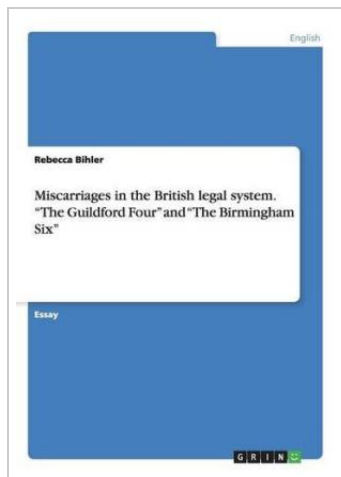 English
Rebecca Bihler
Miscarriages in the British legal system.
“The Guildford Four” and “The Birmingham
Six”
Essay
GRIN